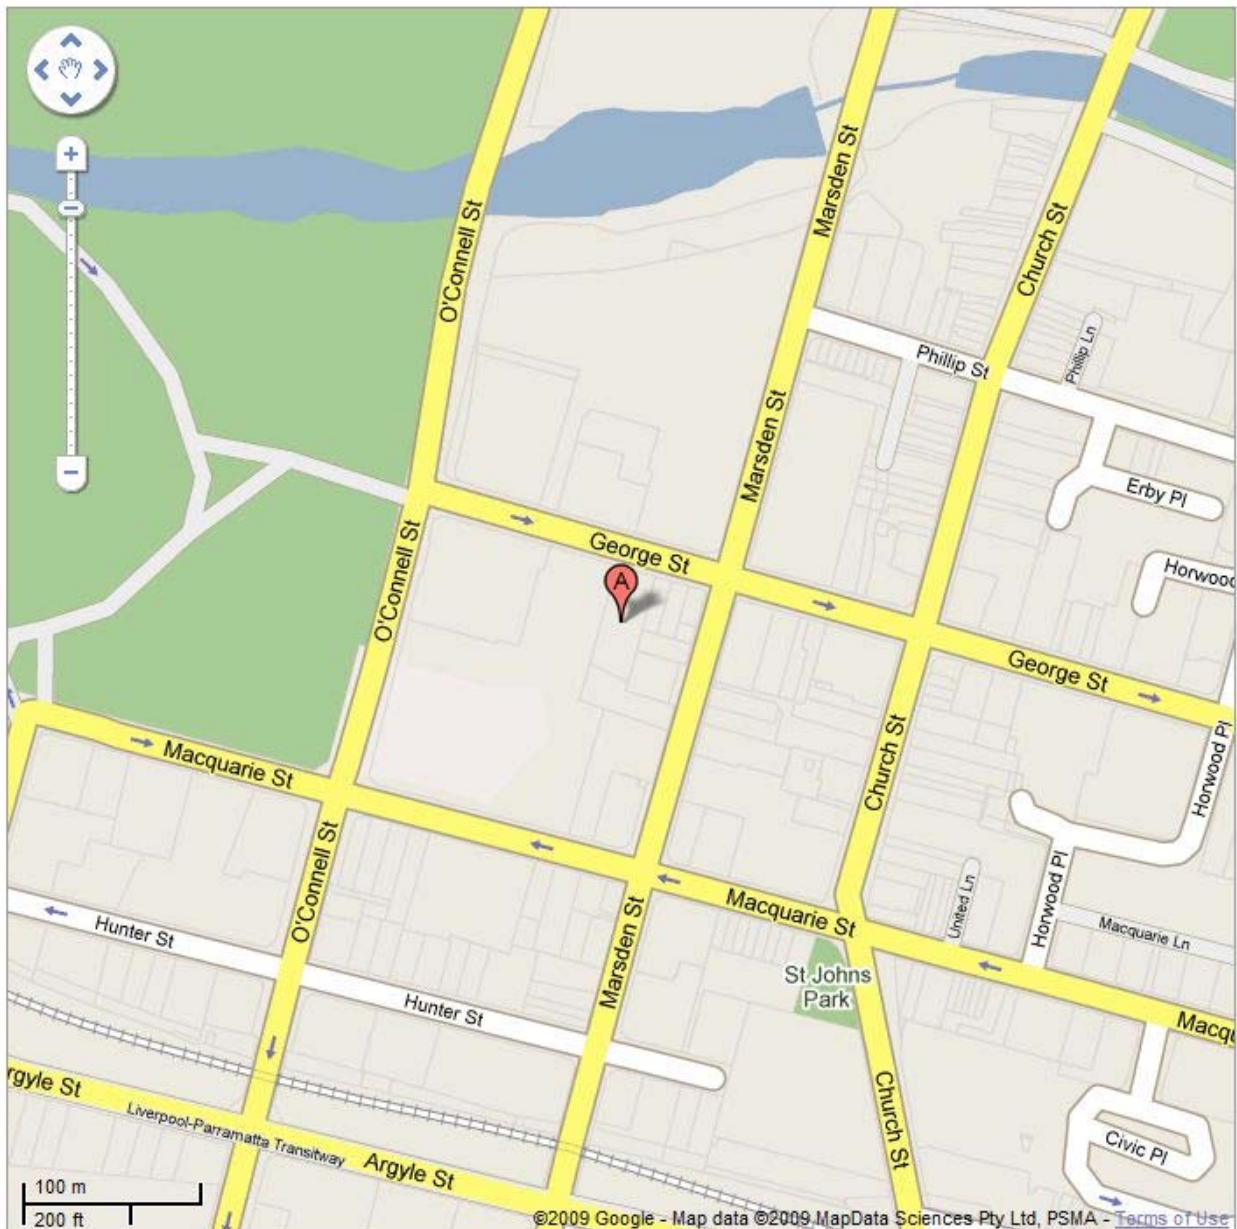 O'Connell St
Marsden St
Church St
Phillip St
Phillip Ln
Marsden St
Erby Pl
George St
Horwood
O'Connell St
A
George St
Horwood Pl
Macquarie St
Church St
O'Connell St
United Ln
Horwood Pl
Macquarie St
Macquarie Ln
Hunter St
Marsden St
St Johns
Park
Hunter St
Macqu
rgyle St
Liverpool-Parramatta Transitway
Argyle St
Church St
Civic Pl
100 m
200 ft
©2009 Google - Map data ©2009 MapData Sciences Pty Ltd, PSMA - Terms of Use